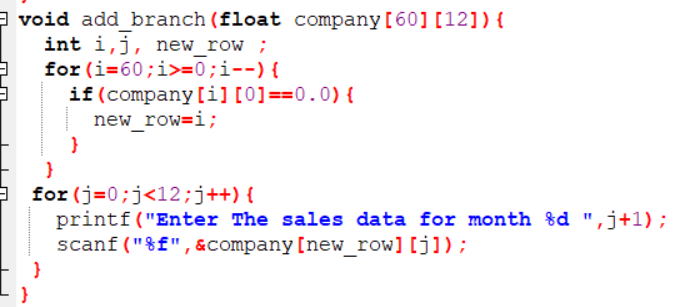 void add_branch(float company[60][12]){
int i,j, new_row ;
for(i=60;i>=0;i--){
if(company[i][0]==0.0){
new_row=i;
}
}
for(j=0;j<12;j++){
printf("Enter The sales data for month %d ",j+1);
scanf("%f",&company[new_row][j]);
}
}